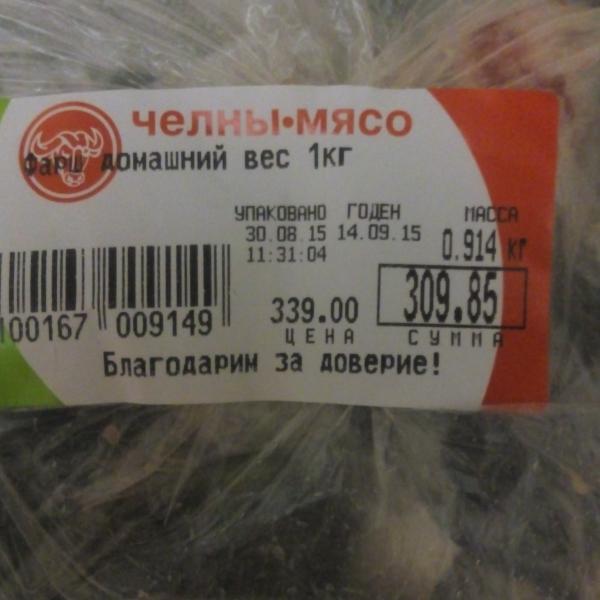 ЧЕЛНЫ•МЯСО
Фарш домашний вес 1кг
УПАКОВАНО ГОДЕН МАССА
30.08.15 14.09.15 0.914 кг
11:31:04
339.00 309.85
ЦЕНА СУММА
00167 009149
Благодарим за доверие!